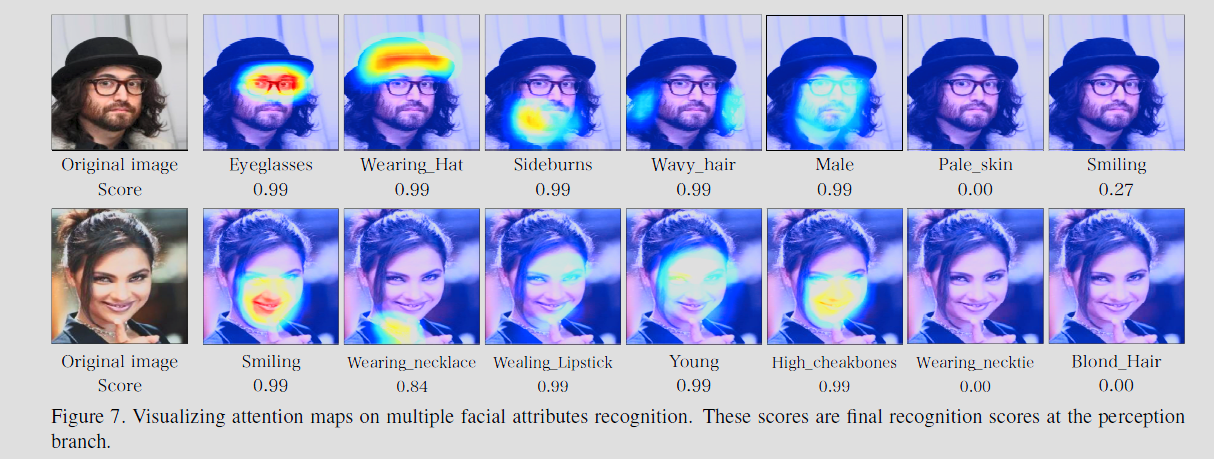 Original image Eyeglasses Wearing_Hat Sideburns Wavy_hair Male Pale_skin Smiling
Score 0.99 0.99 0.99 0.99 0.99 0.00 0.27
Original image Smiling Wearing_necklace Wealing_Lipstick Young High_cheakbones Wearing_necktie Blond_Hair
Score 0.99 0.84 0.99 0.99 0.99 0.00 0.00
Figure 7. Visualizing attention maps on multiple facial attributes recognition. These scores are final recognition scores at the perception
branch.